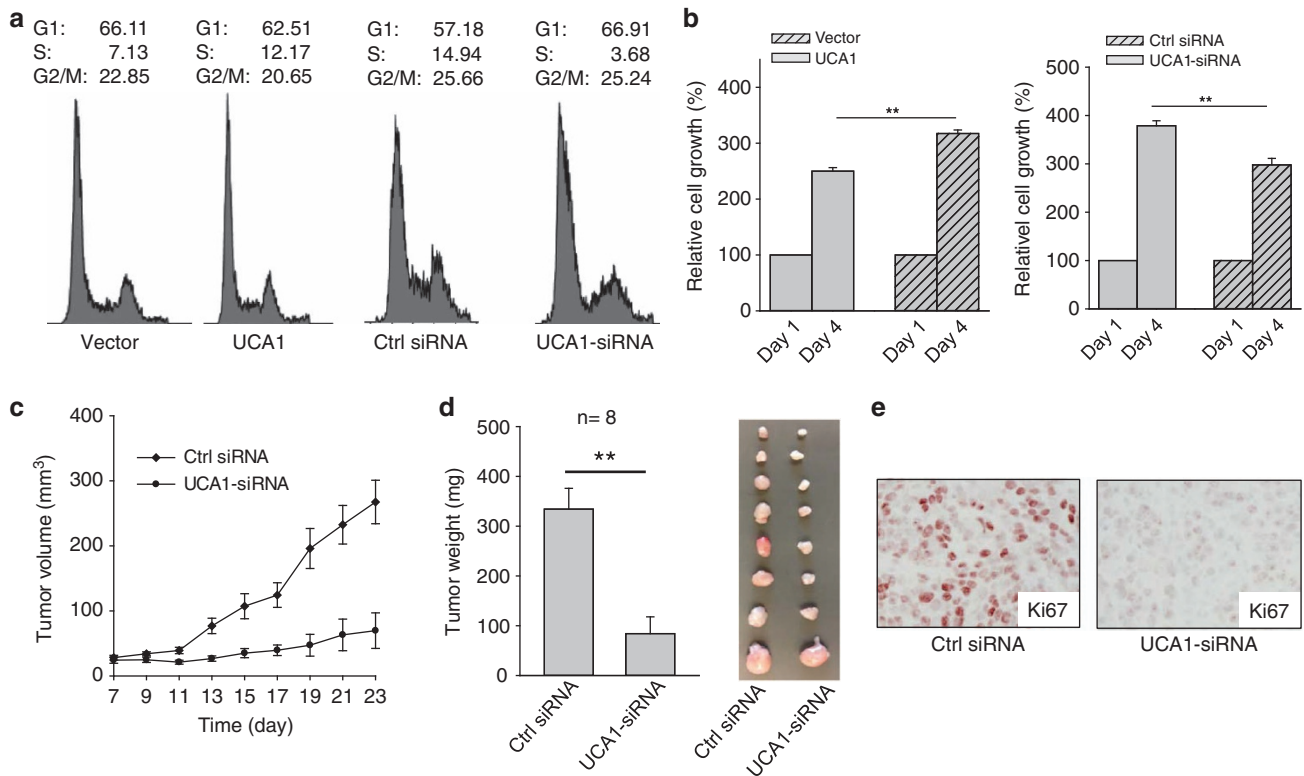 a
G1: 66.11
S: 7.13
G2/M: 22.85
G1: 62.51
S: 12.17
G2/M: 20.65
G1: 57.18
S: 14.94
G2/M: 25.66
G1: 66.91
S: 3.68
G2/M: 25.24
Vector
UCA1
Ctrl siRNA
UCA1-siRNA
b
Vector
UCA1
Relative cell growth (%)
400
300
200
100
0
**
Day 1
Day 4
Day 1
Day 4
Ctrl siRNA
UCA1-siRNA
Relativel cell growth (%)
500
400
300
200
100
0
**
Day 1
Day 4
Day 1
Day 4
c
Tumor volume (mm³)
400
300
200
100
0
Ctrl siRNA
UCA1-siRNA
7 9 11 13 15 17 19 21 23
Time (day)
d
n= 8
Tumor weight (mg)
500
400
300
200
100
0
**
Ctrl siRNA
UCA1-siRNA
Ctrl siRNA
UCA1-siRNA
e
Ki67
Ctrl siRNA
Ki67
UCA1-siRNA